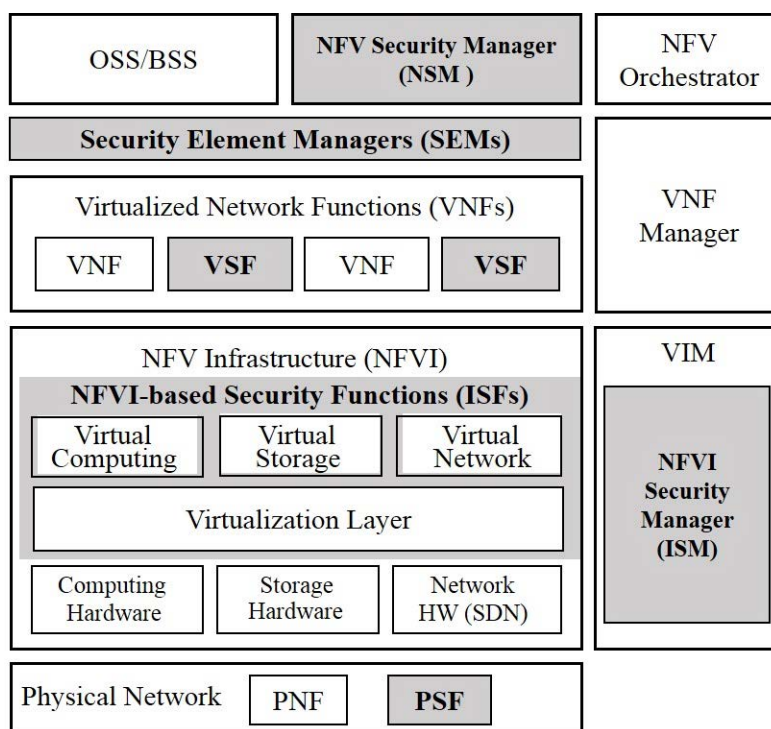 OSS/BSS
NFV Security Manager
(NSM )
NFV
Orchestrator
Security Element Managers (SEMs)
VNF
Manager
Virtualized Network Functions (VNFs)
VNF
VSF
VNF
VSF
NFV Infrastructure (NFVI)
VIM
NFVI-based Security Functions (ISFs)
Virtual
Computing
Virtual
Storage
Virtual
Network
Virtualization Layer
NFVI
Security
Manager
(ISM)
Computing
Hardware
Storage
Hardware
Network
HW (SDN)
Physical Network
PNF
PSF